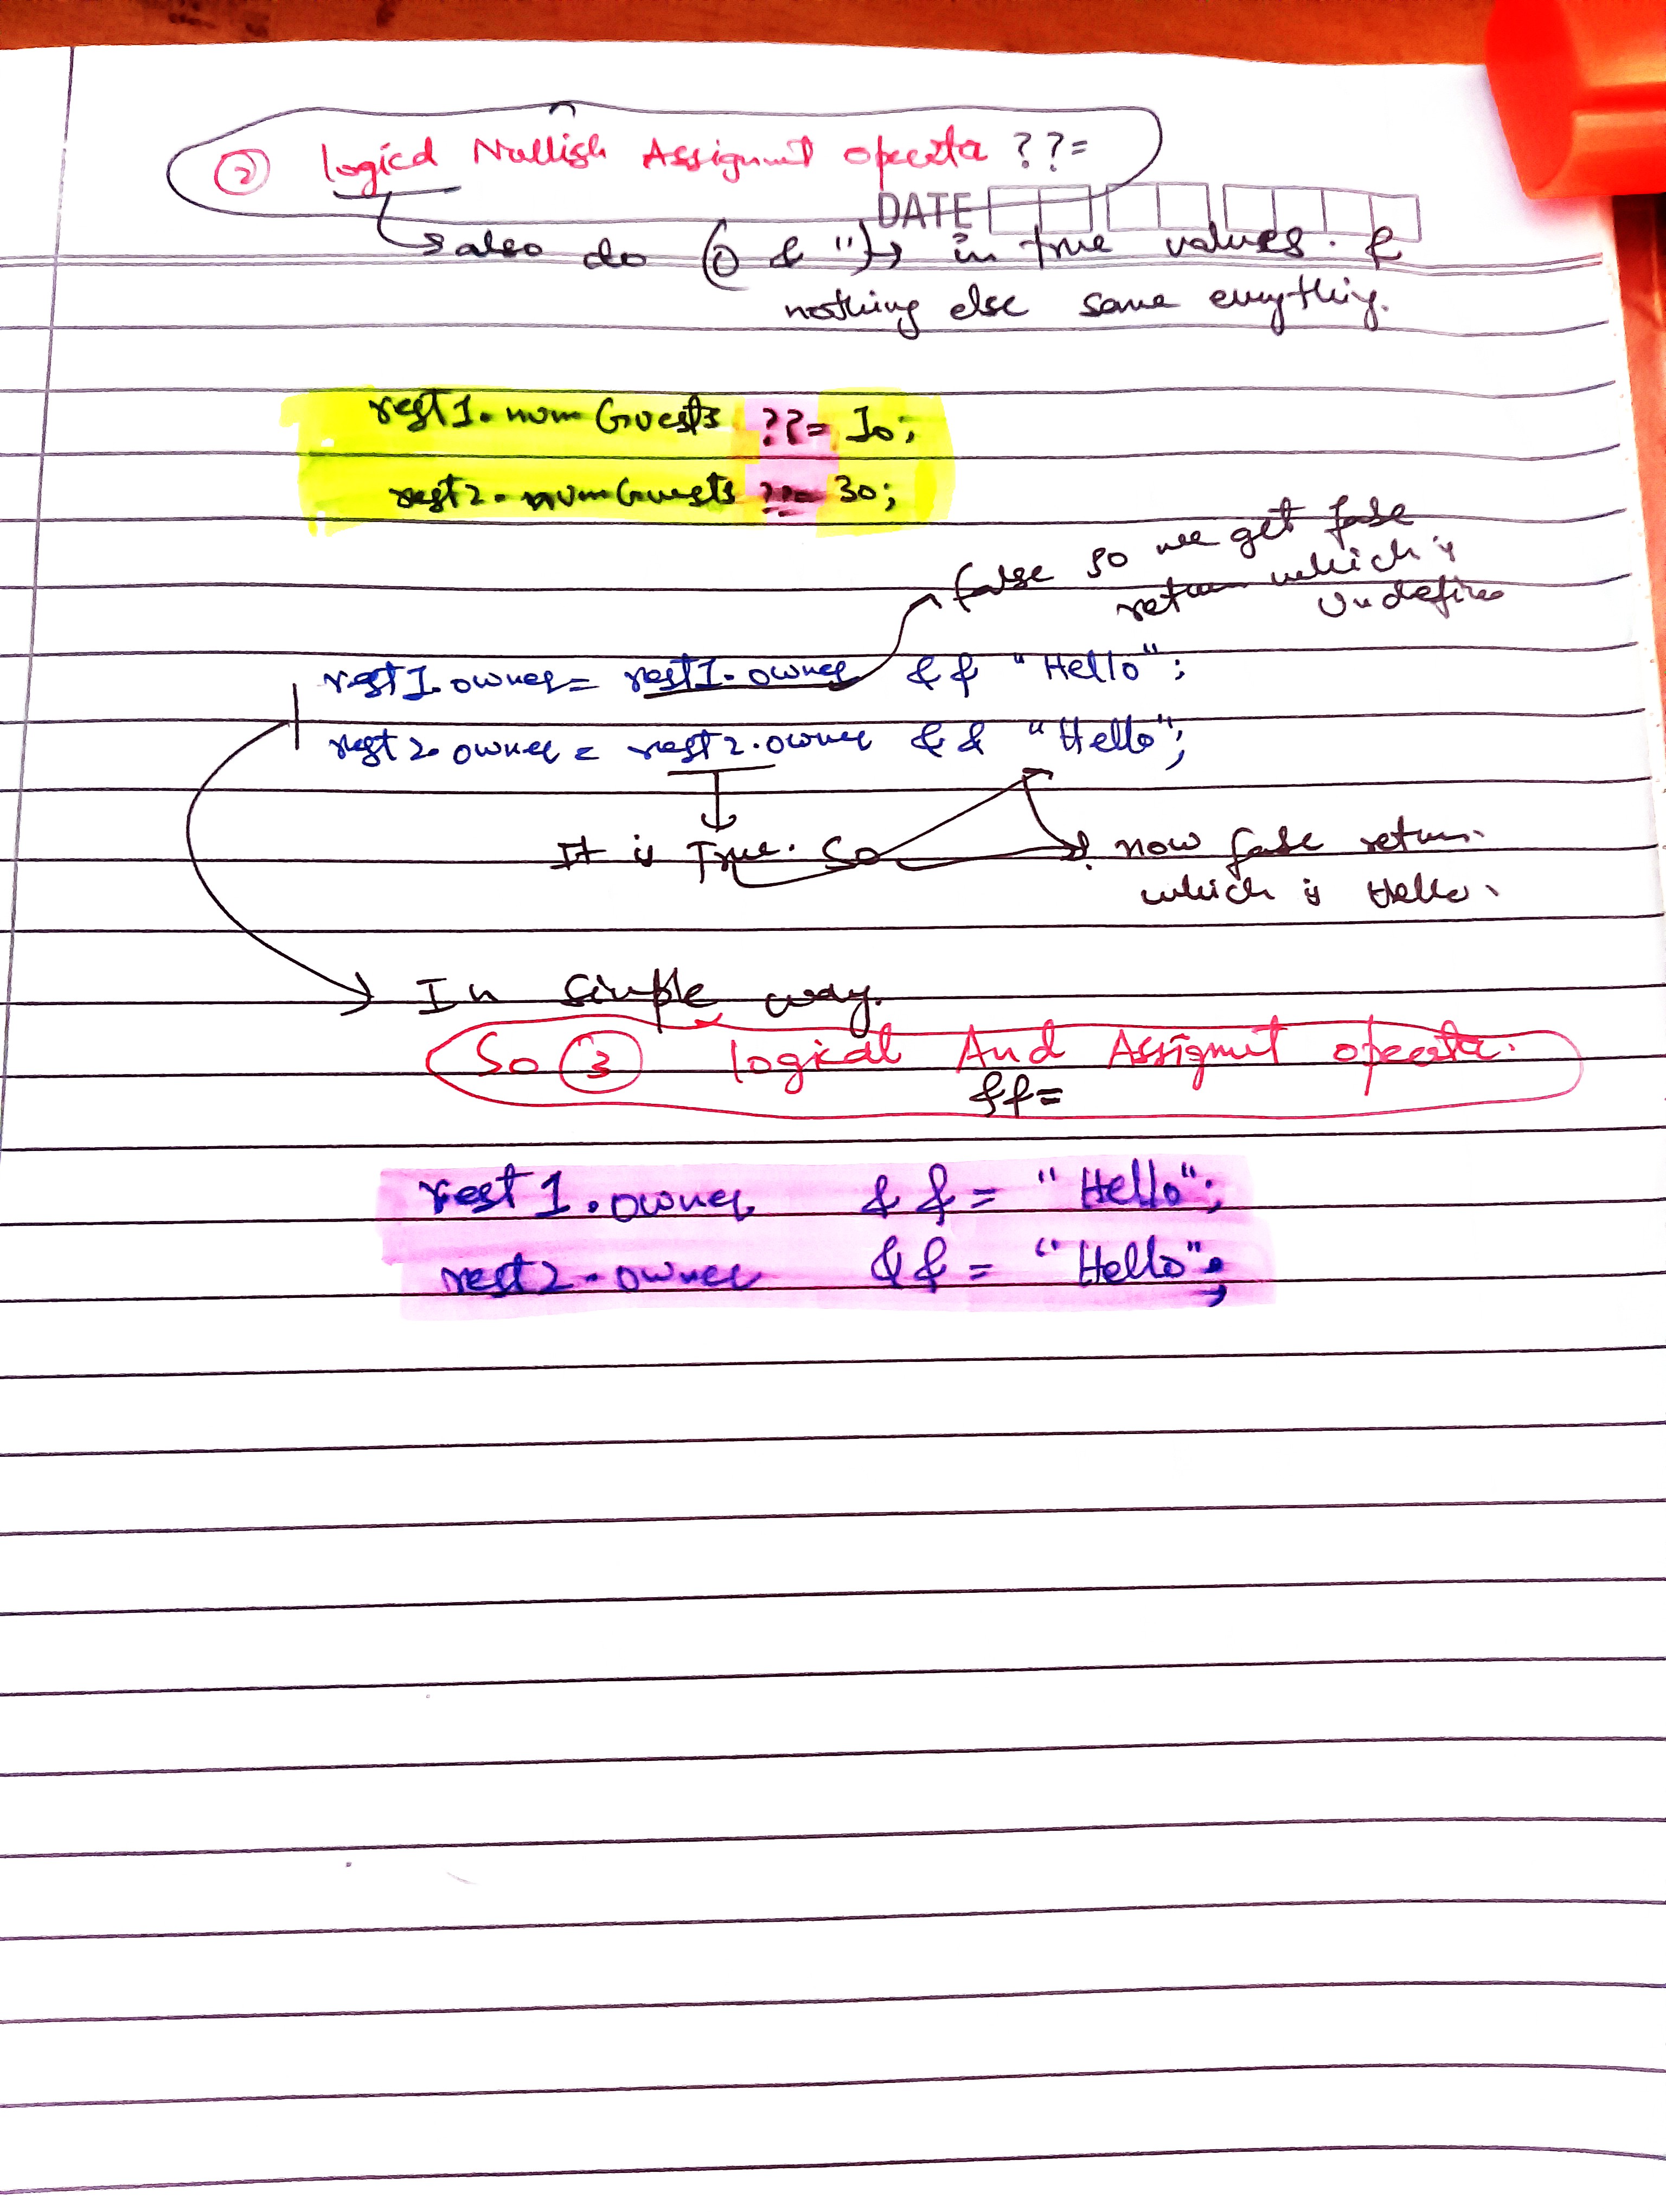 ② logical Nullish Assignment operator ??=
DATE
also do (0 & '') → in true values. &
nothing else same everything.
rest1.numGuests ??= 10;
rest2.numGuests ??= 30;
false so we get false
return which is
Undefine
rest1.owner = rest1.owner && "Hello";
rest2.owner = rest2.owner && "Hello";
It is True. So now false return
which is Hello.
→ In simple way.
So ③ logical And Assignment operator.
&&=
rest1.owner &&= "Hello";
rest2.owner &&= "Hello";